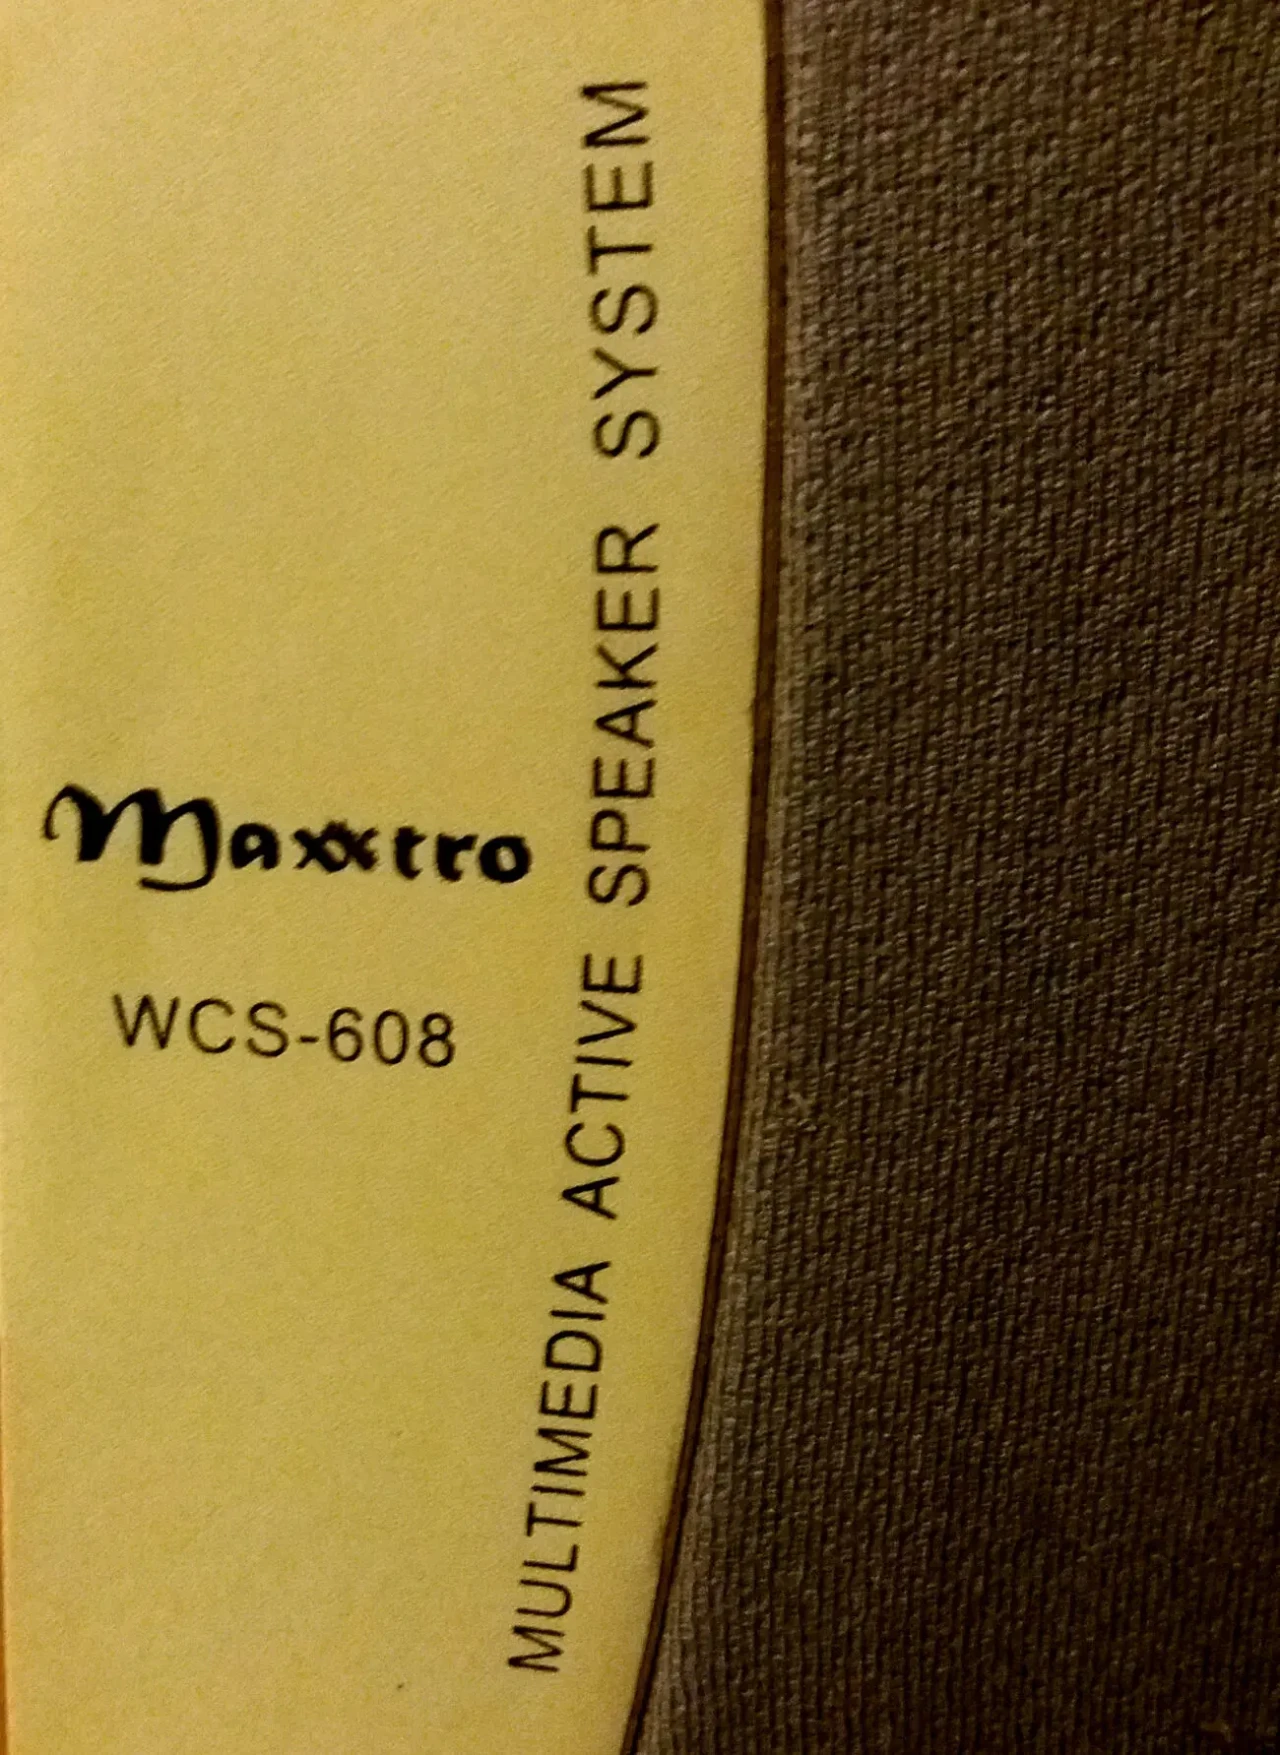 Maxxtro
WCS-608
MULTIMEDIA ACTIVE SPEAKER SYSTEM